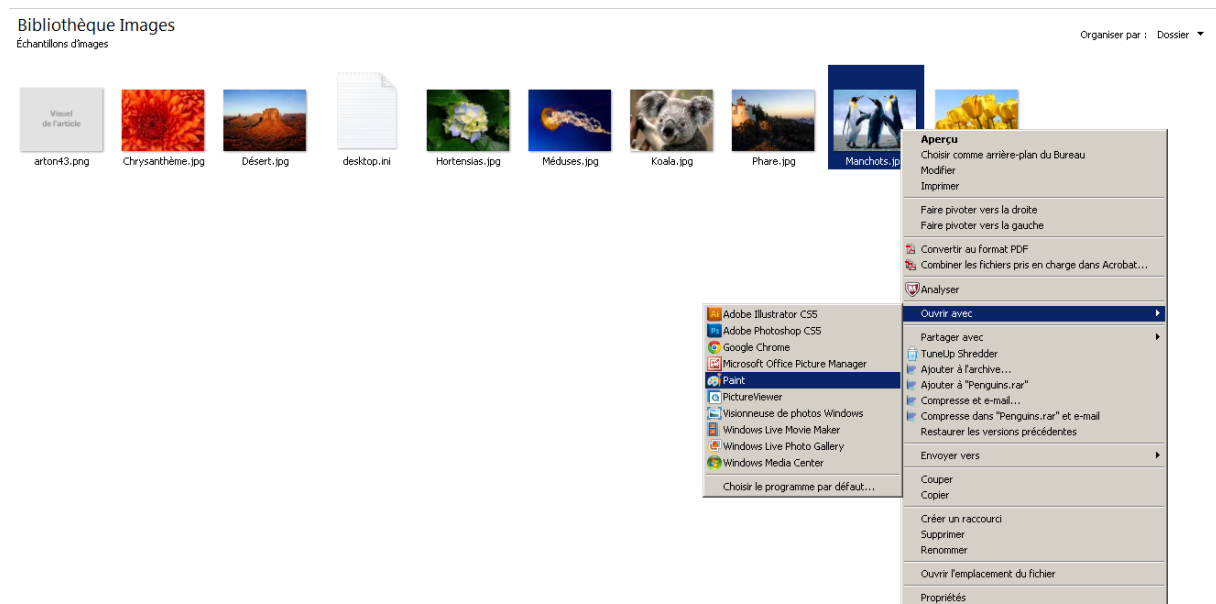 Bibliothèque Images
Échantillons d'images
Organiser par : Dossier
Visuel
de l'article
arton43.png
Chrysanthème.jpg
Désert.jpg
desktop.ini
Hortensias.jpg
Méduses.jpg
Koala.jpg
Phare.jpg
Manchots.jp
Aperçu
Choisir comme arrière-plan du Bureau
Modifier
Imprimer
Faire pivoter vers la droite
Faire pivoter vers la gauche
Convertir au format PDF
Combiner les fichiers pris en charge dans Acrobat...
Analyser
Ouvrir avec
Partager avec
TuneUp Shredder
Ajouter à l'archive...
Ajouter à "Penguins.rar"
Compresse et e-mail...
Compresse dans "Penguins.rar" et e-mail
Restaurer les versions précédentes
Envoyer vers
Couper
Copier
Créer un raccourci
Supprimer
Renommer
Ouvrir l'emplacement du fichier
Propriétés
Adobe Illustrator CS5
Adobe Photoshop CS5
Google Chrome
Microsoft Office Picture Manager
Paint
PictureViewer
Visionneuse de photos Windows
Windows Live Movie Maker
Windows Live Photo Gallery
Windows Media Center
Choisir le programme par défaut...